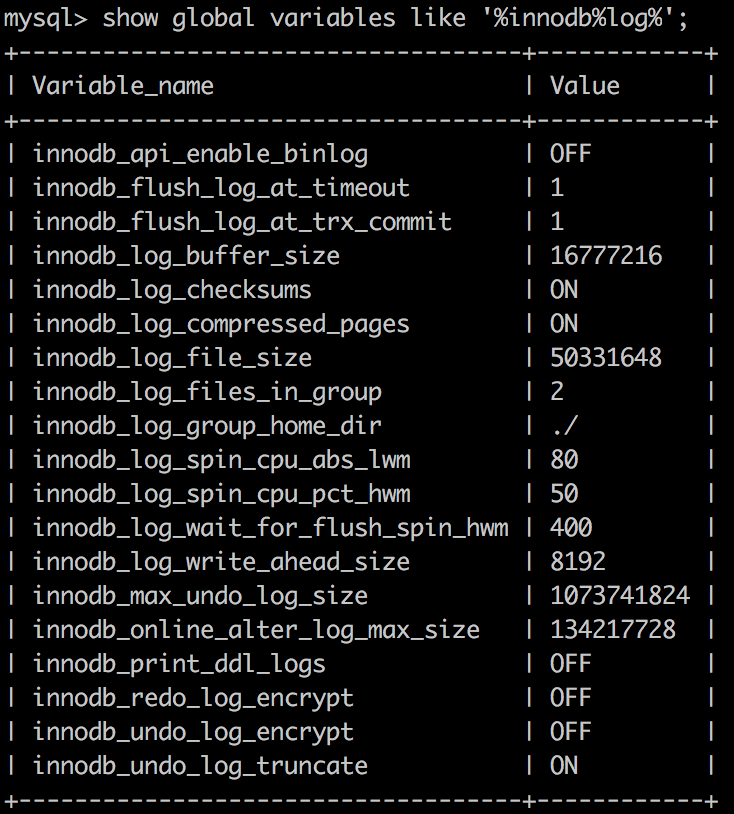 mysql> show global variables like '%innodb%log%';
+------------------------------------+------------+
| Variable_name                      | Value      |
+------------------------------------+------------+
| innodb_api_enable_binlog           | OFF        |
| innodb_flush_log_at_timeout        | 1          |
| innodb_flush_log_at_trx_commit     | 1          |
| innodb_log_buffer_size             | 16777216   |
| innodb_log_checksums               | ON         |
| innodb_log_compressed_pages        | ON         |
| innodb_log_file_size               | 50331648   |
| innodb_log_files_in_group          | 2          |
| innodb_log_group_home_dir          | ./         |
| innodb_log_spin_cpu_abs_lwm        | 80         |
| innodb_log_spin_cpu_pct_hwm        | 50         |
| innodb_log_wait_for_flush_spin_hwm | 400        |
| innodb_log_write_ahead_size        | 8192       |
| innodb_max_undo_log_size           | 1073741824 |
| innodb_online_alter_log_max_size   | 134217728  |
| innodb_print_ddl_logs              | OFF        |
| innodb_redo_log_encrypt            | OFF        |
| innodb_undo_log_encrypt            | OFF        |
| innodb_undo_log_truncate           | ON         |
+------------------------------------+------------+